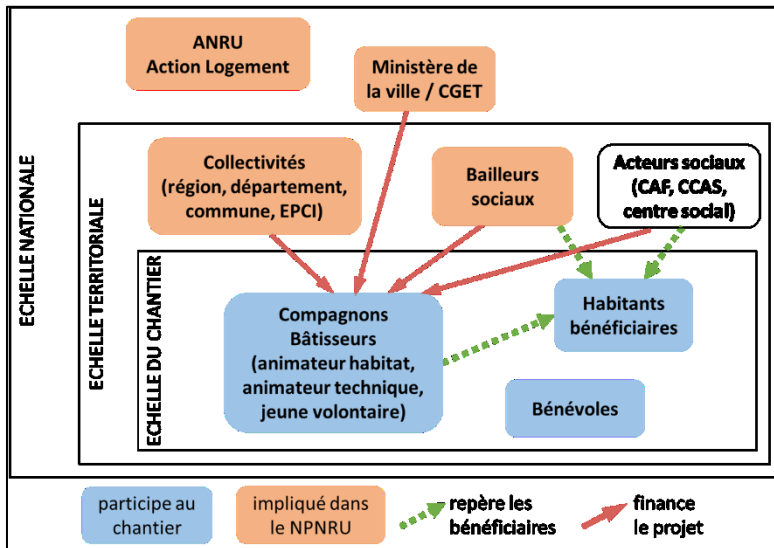 ECHELLE NATIONALE
ANRU
Action Logement
Ministère de
la ville / CGET
ECHELLE TERRITORIALE
Collectivités
(région, département,
commune, EPCI)
Bailleurs
sociaux
Acteurs sociaux
(CAF, CCAS,
centre social)
ECHELLE DU CHANTIER
Compagnons
Bâtisseurs
(animateur habitat,
animateur technique,
jeune volontaire)
Habitants
bénéficiaires
Bénévoles
participe au
chantier
impliqué dans
le NPNRU
repère les
bénéficiaires
finance
le projet